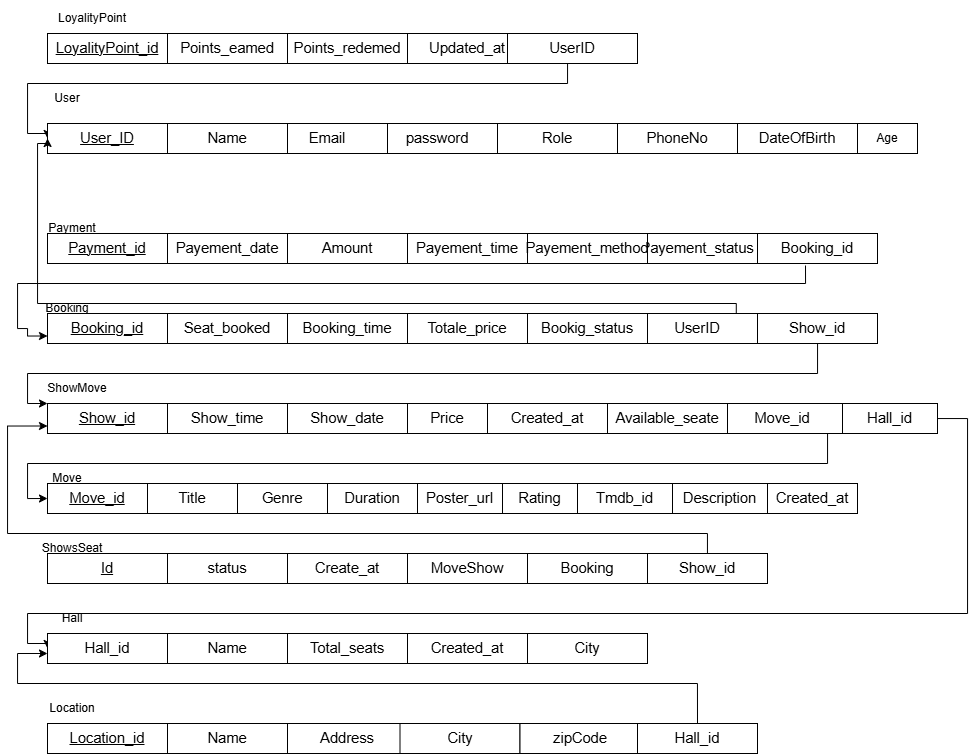 LoyalityPoint
LoyalityPoint_id Points_earned Points_redemed Updated_at UserID
User
User_ID Name Email password Role PhoneNo DateOfBirth Age
Payment
Payment_id Payement_date Amount Payement_time Payement_method Payement_status Booking_id
Booking
Booking_id Seat_booked Booking_time Totale_price Bookig_status UserID Show_id
ShowMove
Show_id Show_time Show_date Price Created_at Available_seate Move_id Hall_id
Move
Move_id Title Genre Duration Poster_url Rating Tmdb_id Description Created_at
ShowsSeat
Id status Create_at MoveShow Booking Show_id
Hall
Hall_id Name Total_seats Created_at City
Location
Location_id Name Address City zipCode Hall_id